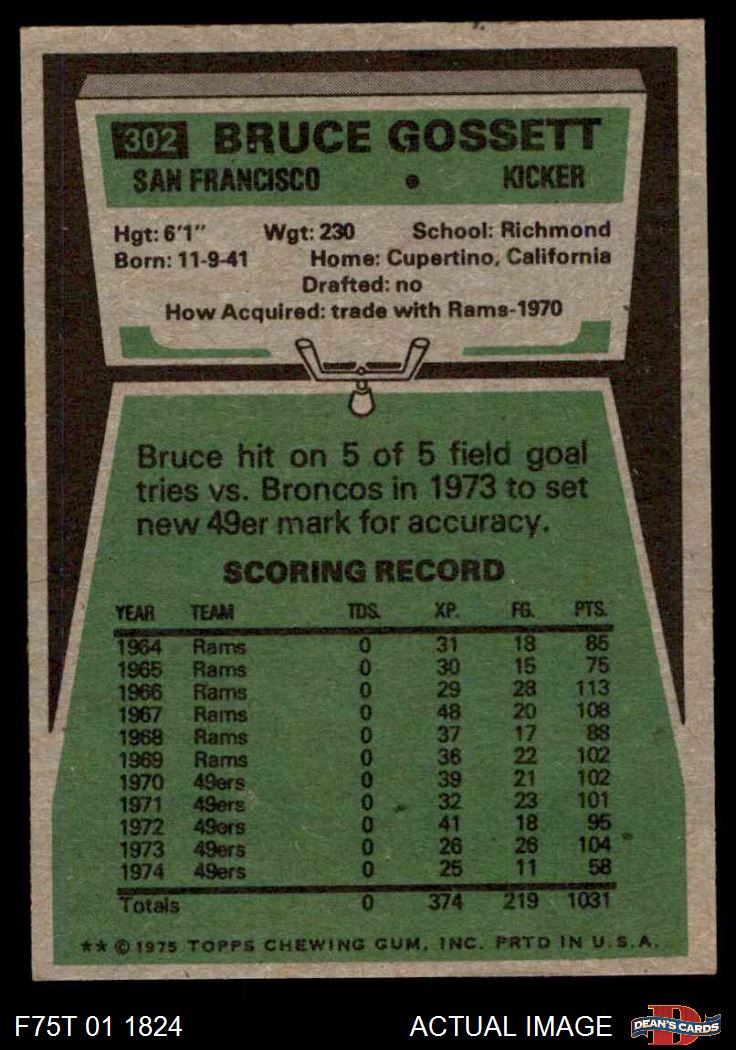 302 BRUCE GOSSETT
SAN FRANCISCO • KICKER
Hgt: 6'1" Wgt: 230 School: Richmond
Born: 11-9-41 Home: Cupertino, California
Drafted: no
How Acquired: trade with Rams-1970
Bruce hit on 5 of 5 field goal
tries vs. Broncos in 1973 to set
new 49er mark for accuracy.
SCORING RECORD
YEAR TEAM TDS. XP. FG. PTS.
1964 Rams 0 31 18 85
1965 Rams 0 30 15 75
1966 Rams 0 29 28 113
1967 Rams 0 48 20 108
1968 Rams 0 37 17 88
1969 Rams 0 36 22 102
1970 49ers 0 39 21 102
1971 49ers 0 32 23 101
1972 49ers 0 41 18 95
1973 49ers 0 26 26 104
1974 49ers 0 25 11 58
Totals 0 374 219 1031
** © 1975 TOPPS CHEWING GUM, INC. PRTD IN U.S.A.
F75T 01 1824 ACTUAL IMAGE D DEAN'S CARDS